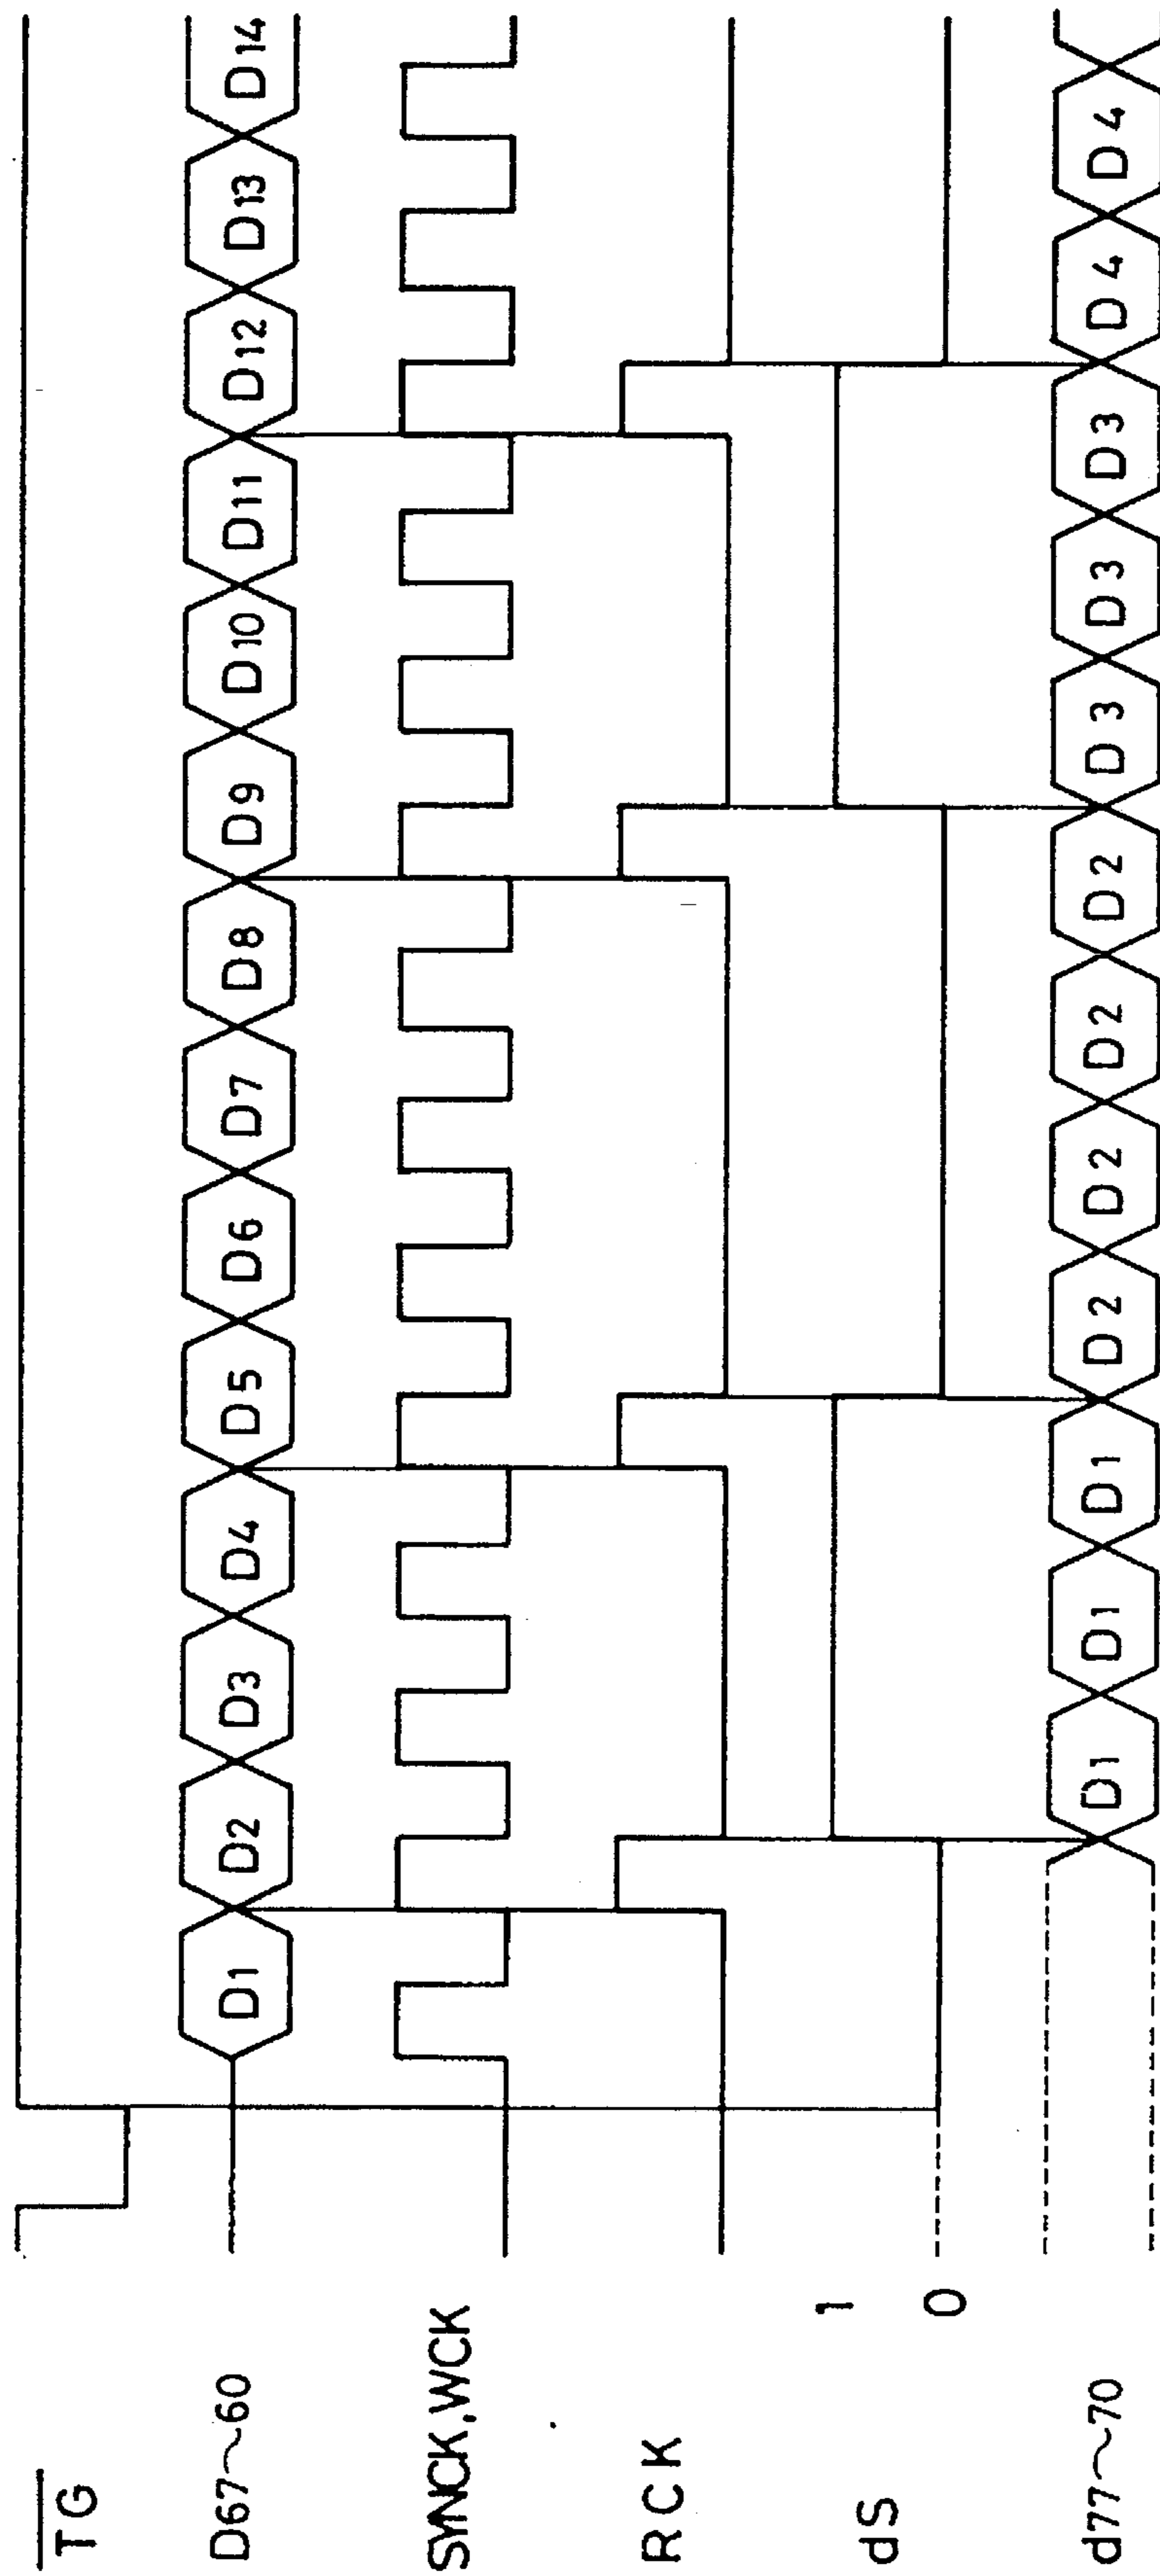 TG
D67~60 D1 D2 D3 D4 D5 D6 D7 D8 D9 D10 D11 D12 D13 D14
SYNCK,WCK
RCK
1
dS
0
d77~70 D1 D1 D1 D2 D2 D2 D2 D3 D3 D3 D4 D4